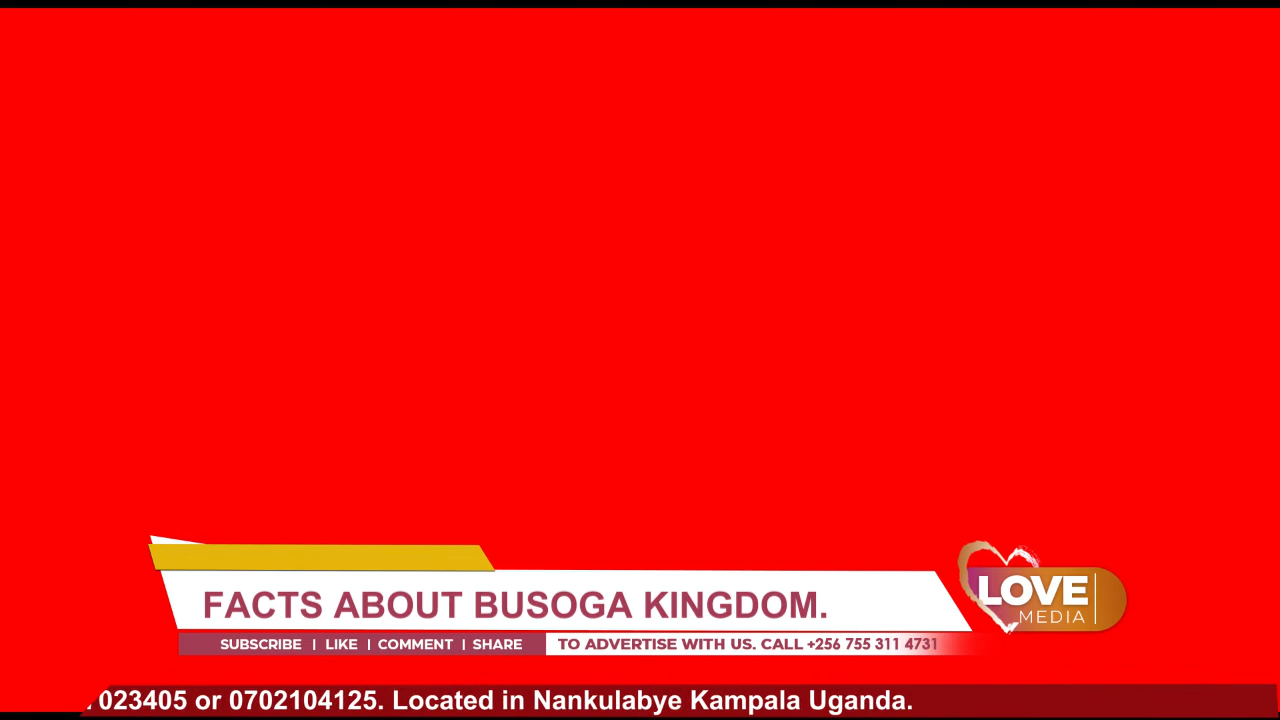 FACTS ABOUT BUSOGA KINGDOM.
LOVE
MEDIA
SUBSCRIBE | LIKE | COMMENT | SHARE
TO ADVERTISE WITH US. CALL +256 755 311 4731
023405 or 0702104125. Located in Nankulabye Kampala Uganda.